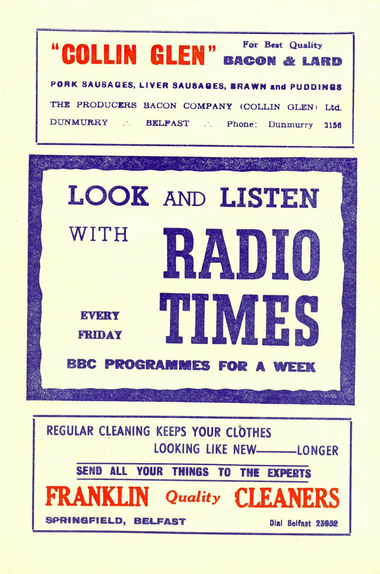 "COLLIN GLEN" For Best Quality
BACON & LARD
PORK SAUSAGES, LIVER SAUSAGES, BRAWN and PUDDINGS
THE PRODUCERS BACON COMPANY (COLLIN GLEN) Ltd.
DUNMURRY ∴ BELFAST ∴ Phone: Dunmurry 2156
LOOK AND LISTEN
WITH RADIO
EVERY TIMES
FRIDAY
BBC PROGRAMMES FOR A WEEK
REGULAR CLEANING KEEPS YOUR CLOTHES
LOOKING LIKE NEW——LONGER
SEND ALL YOUR THINGS TO THE EXPERTS
FRANKLIN Quality CLEANERS
SPRINGFIELD, BELFAST Dial Belfast